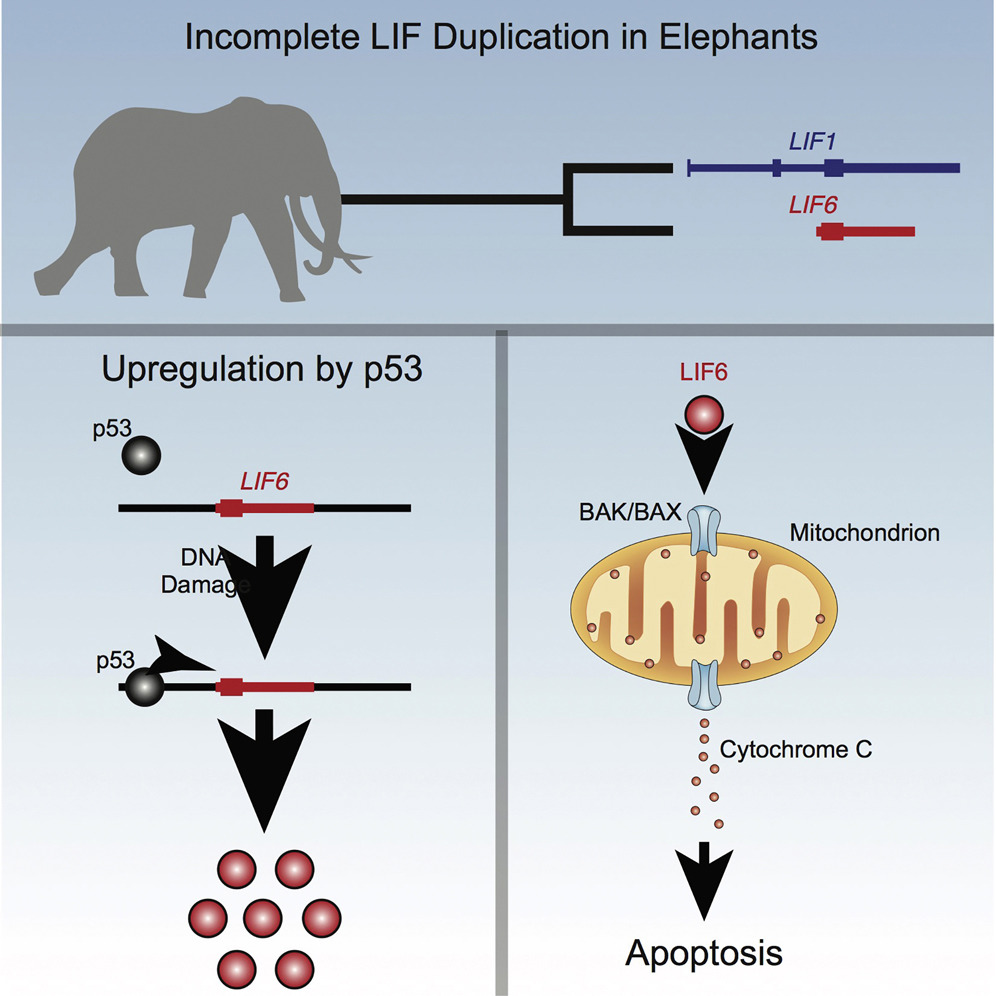 Incomplete LIF Duplication in Elephants
LIF1
LIF6
Upregulation by p53
p53
LIF6
DNA
Damage
p53
LIF6
BAK/BAX
Mitochondrion
Cytochrome C
Apoptosis